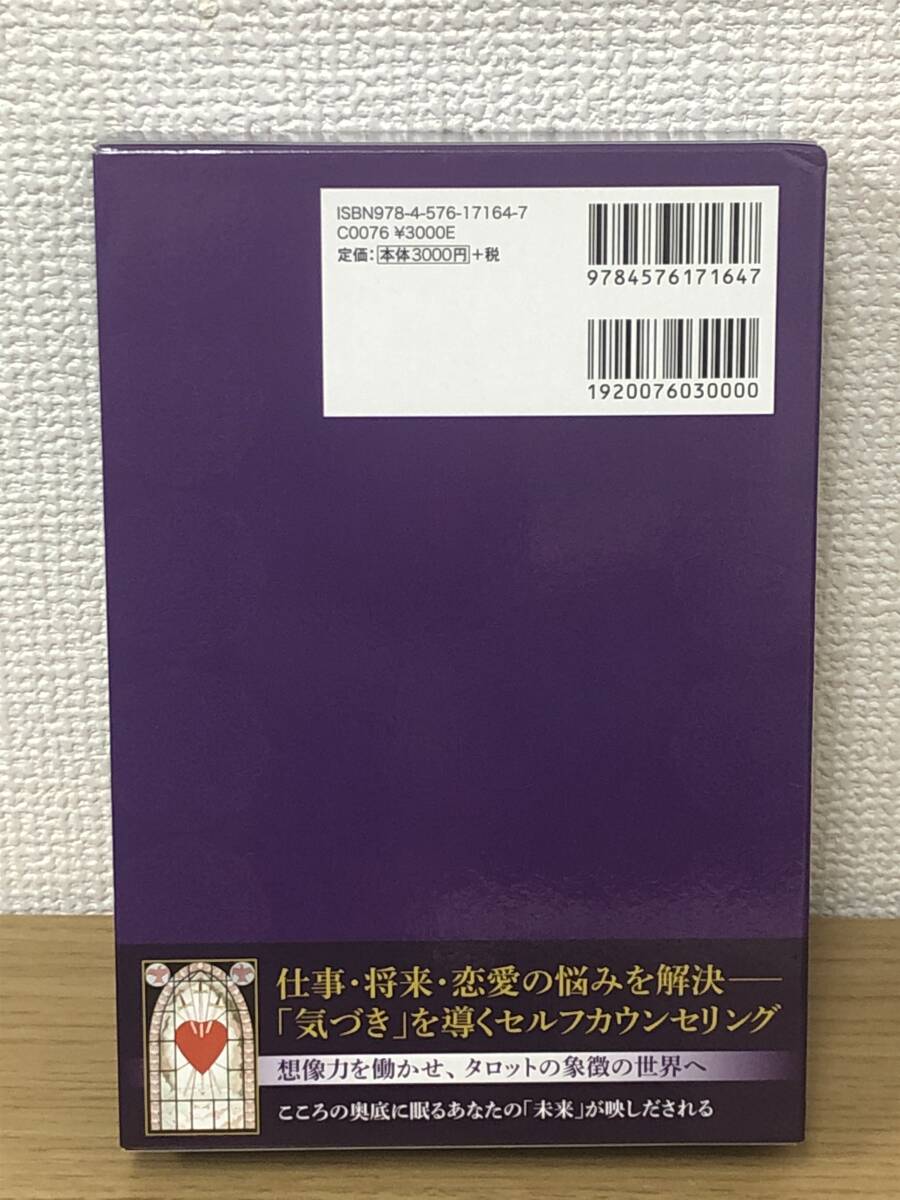 ISBN978-4-576-17164-7
C0076 ¥3000E
定価：本体3000円+税
9784576171647
1920076030000
仕事・将来・恋愛の悩みを解決――
「気づき」を導くセルフカウンセリング
想像力を働かせ、タロットの象徴の世界へ
こころの奥底に眠るあなたの「未来」が映しだされる